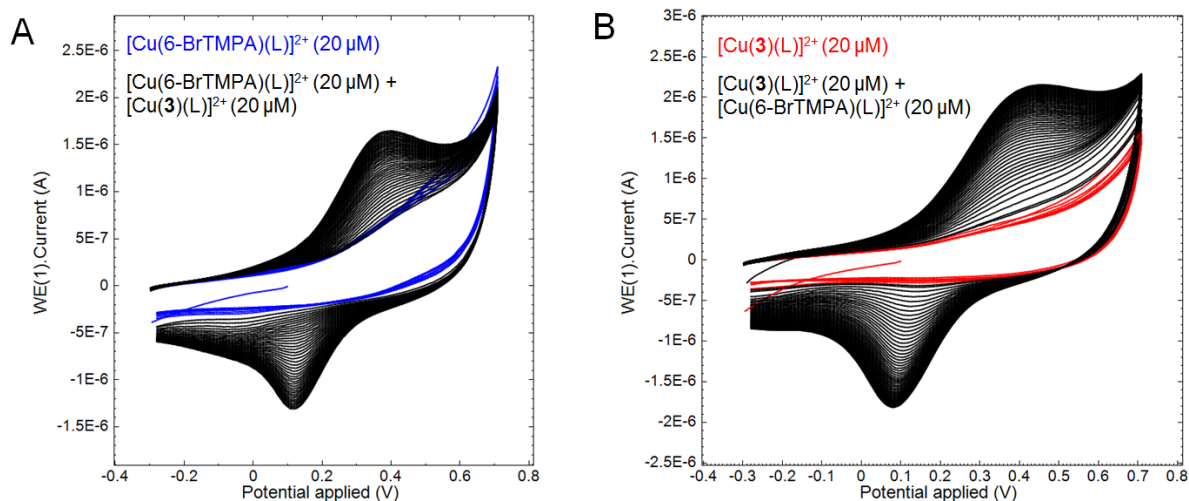 A
[Cu(6-BrTMPA)(L)]²⁺ (20 µM)
[Cu(6-BrTMPA)(L)]²⁺ (20 µM) +
[Cu(3)(L)]²⁺ (20 µM)
2.5E-6
2E-6
1.5E-6
1E-6
5E-7
0
-5E-7
-1E-6
-1.5E-6
WE(1).Current (A)
-0.4 -0.2 0 0.2 0.4 0.6 0.8
Potential applied (V)
B
[Cu(3)(L)]²⁺ (20 µM)
[Cu(3)(L)]²⁺ (20 µM) +
[Cu(6-BrTMPA)(L)]²⁺ (20 µM)
3E-6
2.5E-6
2E-6
1.5E-6
1E-6
5E-7
0
-5E-7
-1E-6
-1.5E-6
-2E-6
-2.5E-6
WE(1).Current (A)
-0.4 -0.3 -0.2 -0.1 0 0.1 0.2 0.3 0.4 0.5 0.6 0.7 0.8
Potential applied (V)